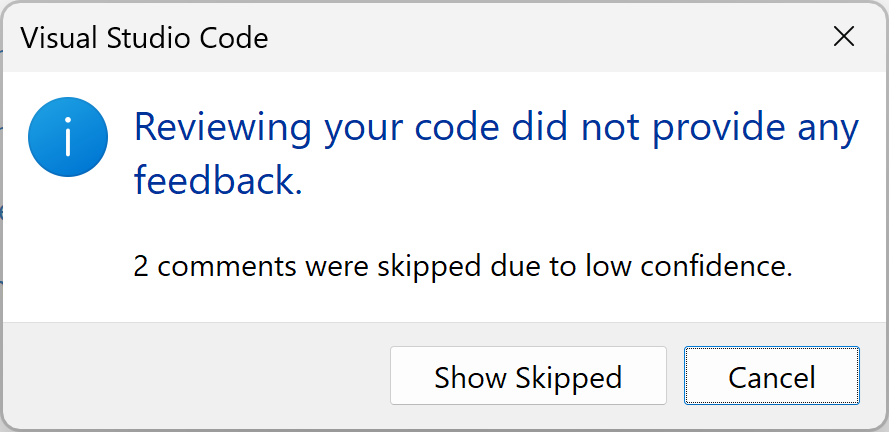 Visual Studio Code
Reviewing your code did not provide any
feedback.
2 comments were skipped due to low confidence.
Show Skipped
Cancel